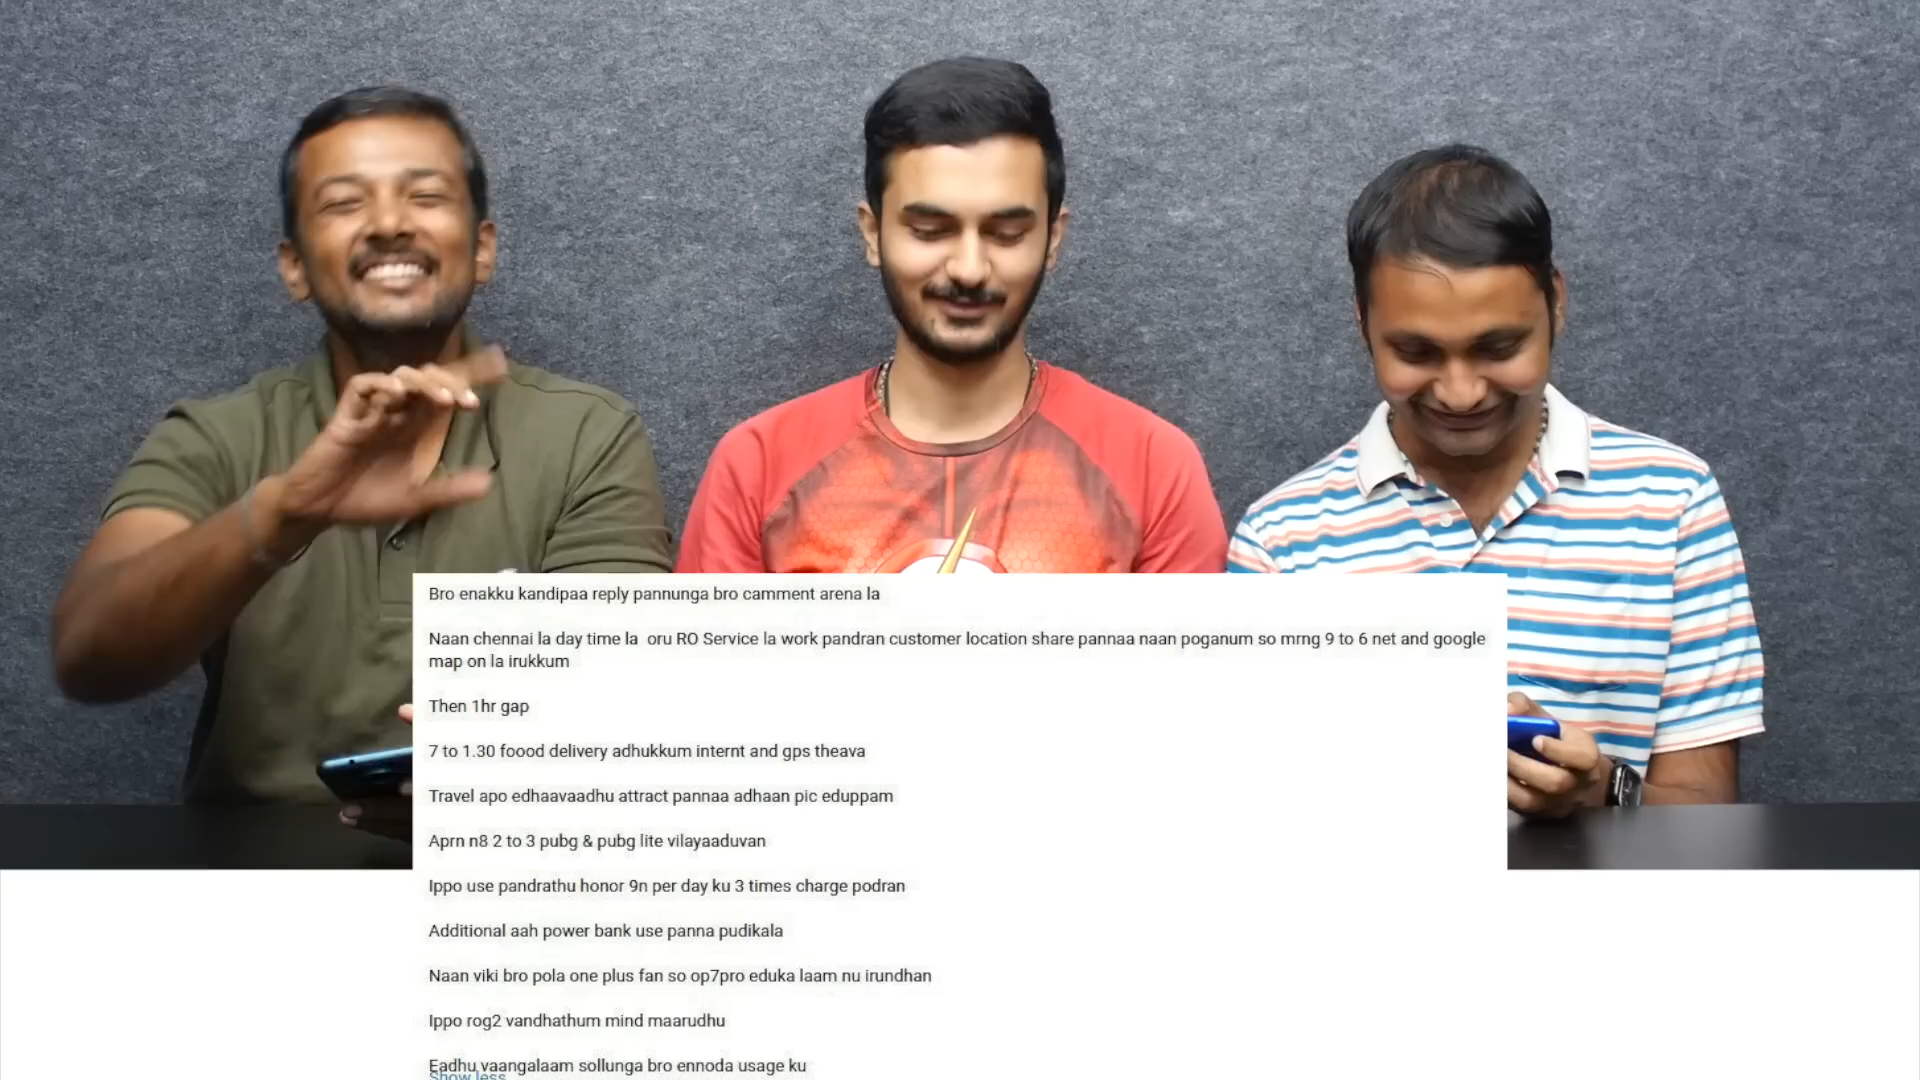 Bro enakku kandipaa reply pannunga bro camment arena la
Naan chennai la day time la oru RO Service la work pandran customer location share pannaa naan poganum so mrng 9 to 6 net and google
map on la irukkum
Then 1hr gap
7 to 1.30 foood delivery adhukkum internt and gps theava
Travel apo edhaavaadhu attract pannaa adhaan pic eduppam
Aprn n8 2 to 3 pubg & pubg lite vilayaaduvan
Ippo use pandrathu honor 9n per day ku 3 times charge podran
Additional aah power bank use panna pudikala
Naan viki bro pola one plus fan so op7pro eduka laam nu irundhan
Ippo rog2 vandhathum mind maarudhu
Eadhu vaangalaam sollunga bro ennoda usage ku
Show less